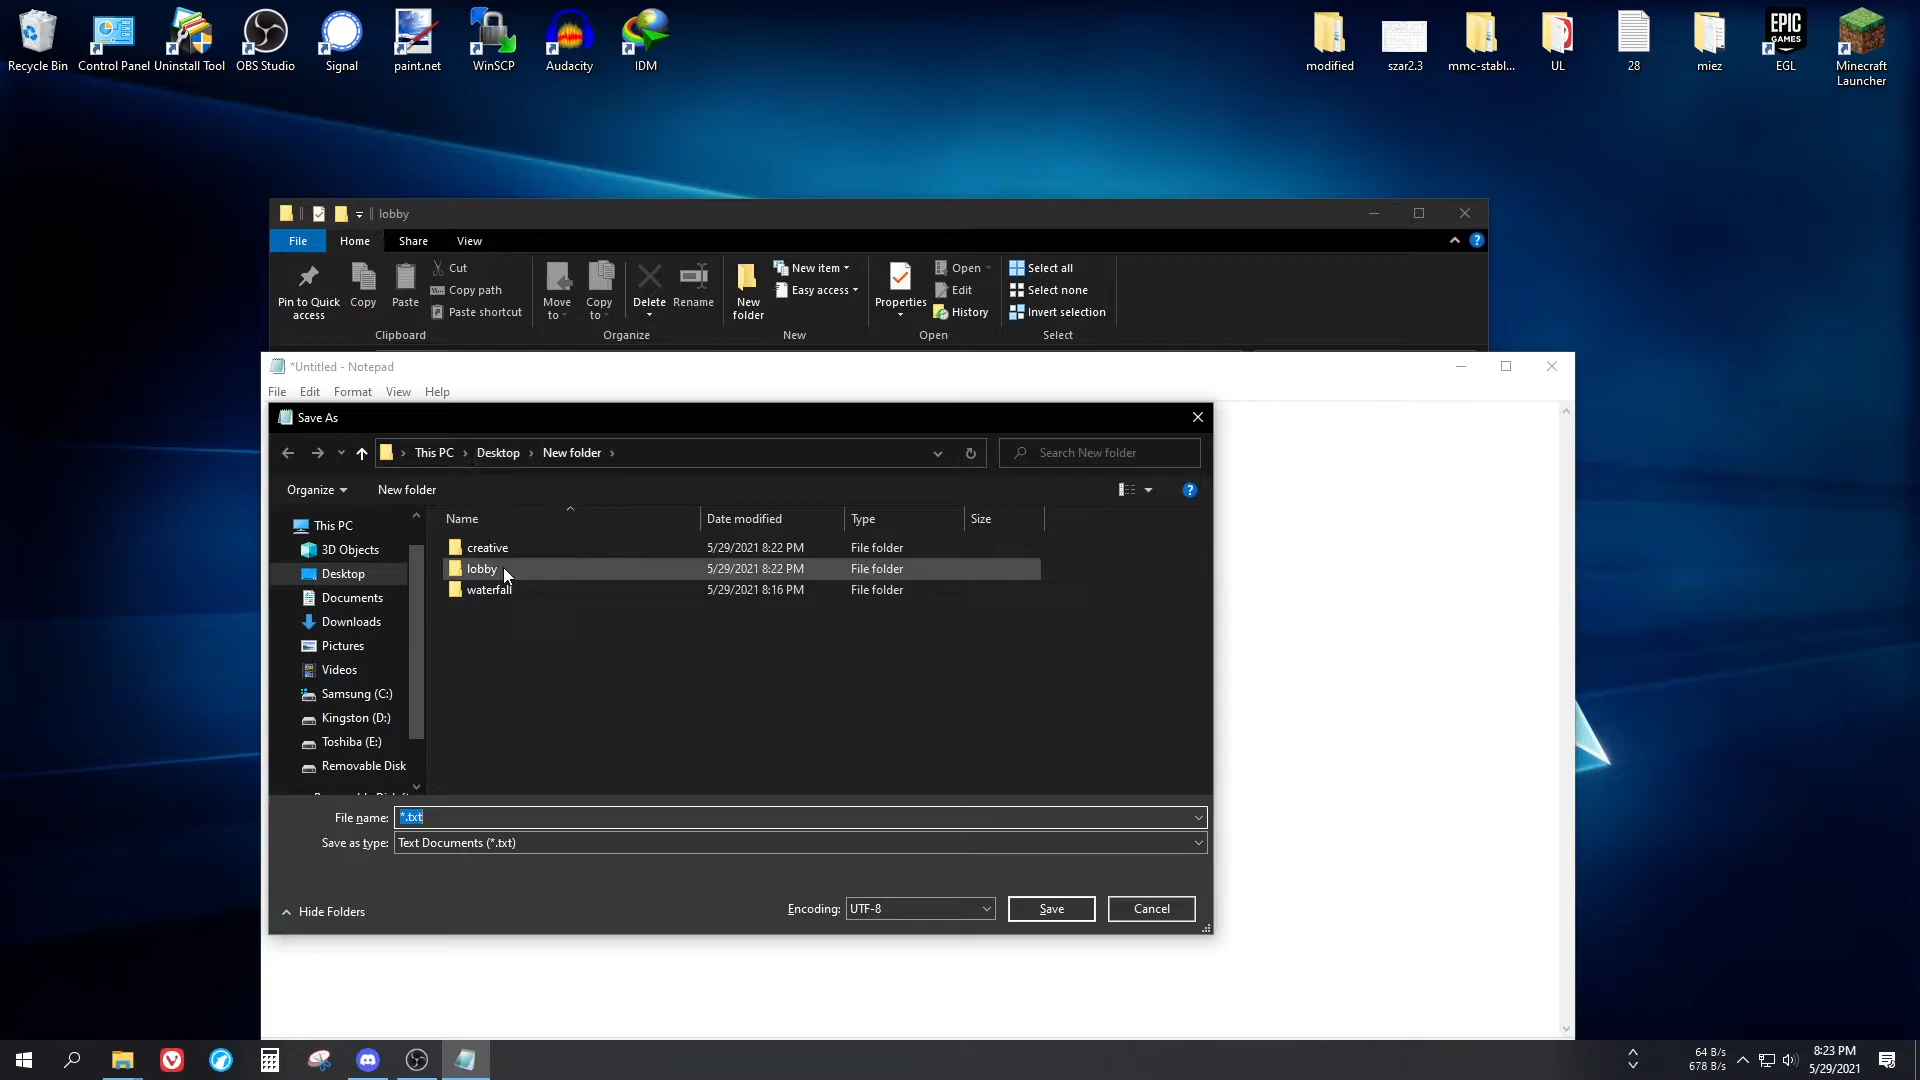 Recycle Bin
Control Panel
Uninstall Tool
OBS Studio
Signal
paint.net
WinSCP
Audacity
IDM
modified
szar2.3
mmc-stabl...
UL
28
miez
EPIC
GAMES
EGL
Minecraft
Launcher
lobby
File Home Share View
Pin to Quick
access
Copy
Paste
Cut
Copy path
Paste shortcut
Clipboard
Move
to
Copy
to
Delete
Rename
Organize
New
folder
New item
Easy access
New
Properties
Open
Edit
History
Open
Select all
Select none
Invert selection
Select
*Untitled - Notepad
File Edit Format View Help
Save As
This PC > Desktop > New folder >
Search New folder
Organize New folder
Name Date modified Type Size
creative 5/29/2021 8:22 PM File folder
lobby 5/29/2021 8:22 PM File folder
waterfall 5/29/2021 8:16 PM File folder
This PC
3D Objects
Desktop
Documents
Downloads
Pictures
Videos
Samsung (C:)
Kingston (D:)
Toshiba (E:)
Removable Disk
File name: *.txt
Save as type: Text Documents (*.txt)
Hide Folders
Encoding: UTF-8 Save Cancel
64 B/s
678 B/s
8:23 PM
5/29/2021